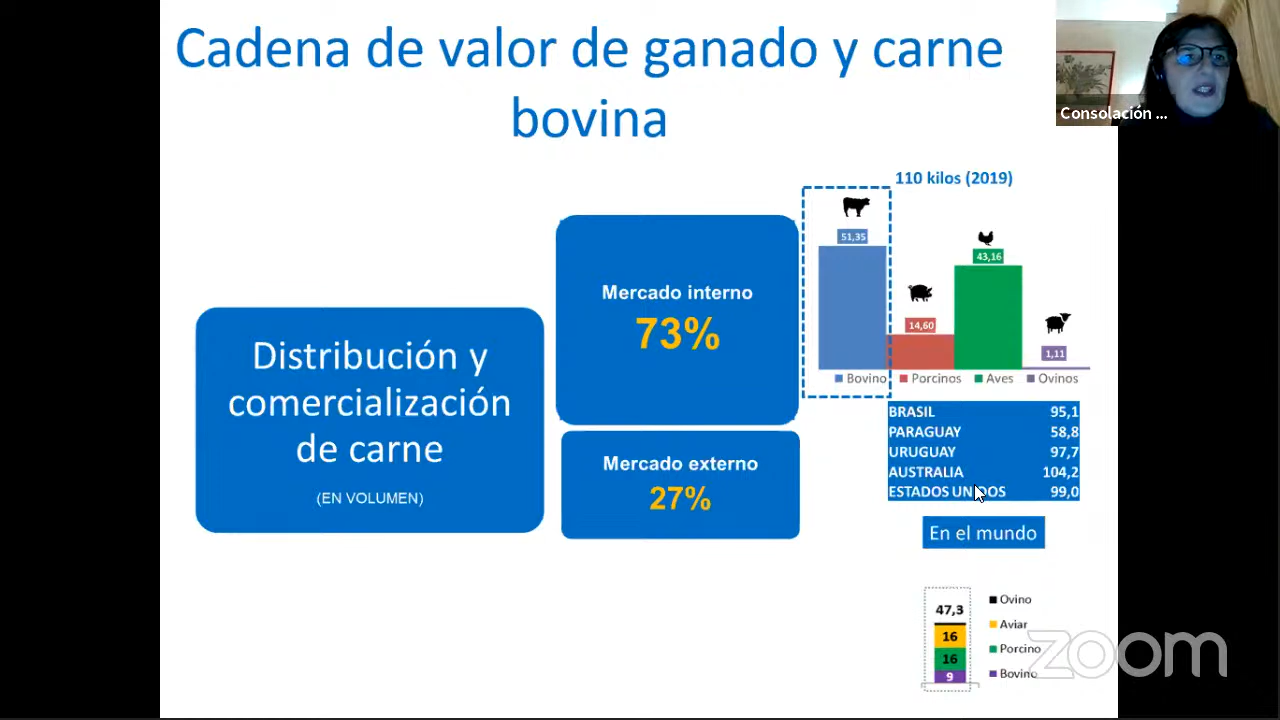 Cadena de valor de ganado y carne
bovina
Consolación ...
110 kilos (2019)
51,35
43,16
14,60
1,11
Bovino
Porcinos
Aves
Ovinos
Mercado interno
73%
Distribución y
comercialización
de carne
(EN VOLUMEN)
Mercado externo
27%
BRASIL 95,1
PARAGUAY 58,8
URUGUAY 97,7
AUSTRALIA 104,2
ESTADOS UNIDOS 99,0
En el mundo
47,3
16
16
9
Ovino
Aviar
Porcino
Bovino
zoom